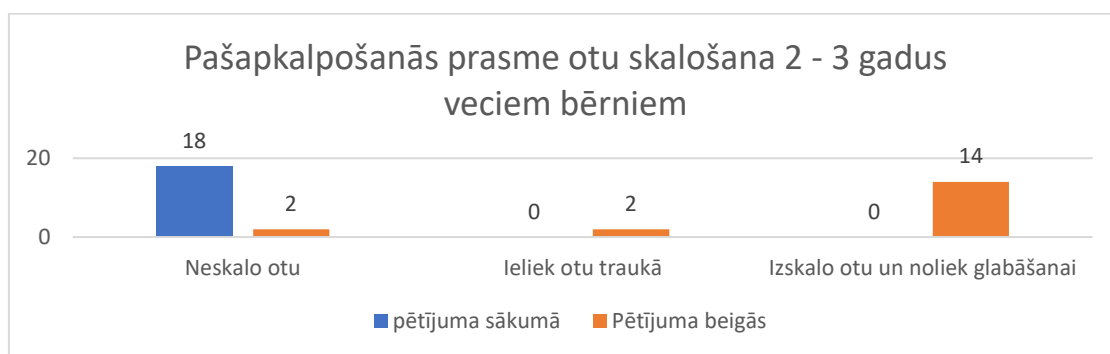 Pašapkalpošanās prasme otu skalošana 2 - 3 gadus
veciem bērniem
18
20
14
2
0
2
0
0
Neskalo otu
Ieliek otu traukā
Izskalo otu un noliek glabāšanai
pētījuma sākumā
Pētījuma beigās